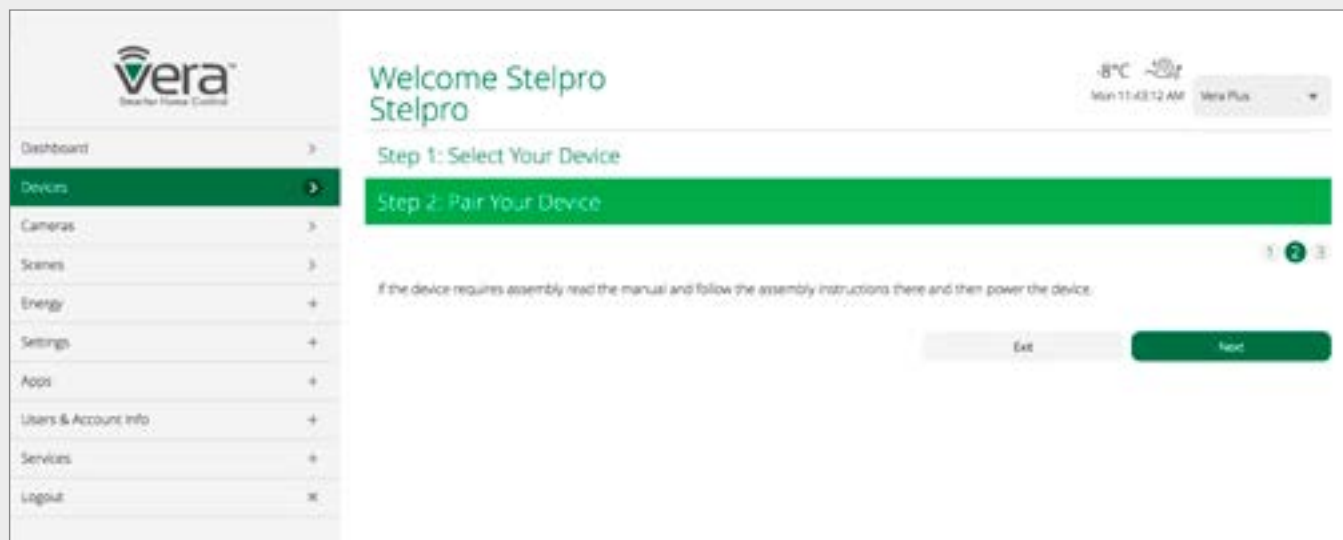 vera™
Smarter Home Control
Dashboard
Devices
Cameras
Scenes
Energy
Settings
Apps
Users & Account Info
Services
Logout
Welcome Stelpro
Stelpro
-8°C
Mon 11:43:12 AM
Vera Plus
Step 1: Select Your Device
Step 2: Pair Your Device
1 2 3
If the device requires assembly read the manual and follow the assembly instructions there and then power the device.
Exit
Next